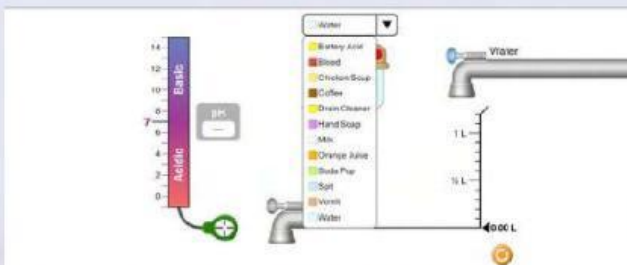 Water
Battery Acid
Blood
Chicken Soup
Coffee
Drain Cleaner
Hand Soap
Milk
Orange Juice
Soda Pop
Spit
Vomit
Water
14
12
10
8
7
6
4
2
0
Basic
Acidic
pH
—
Water
1 L
½ L
0.00 L